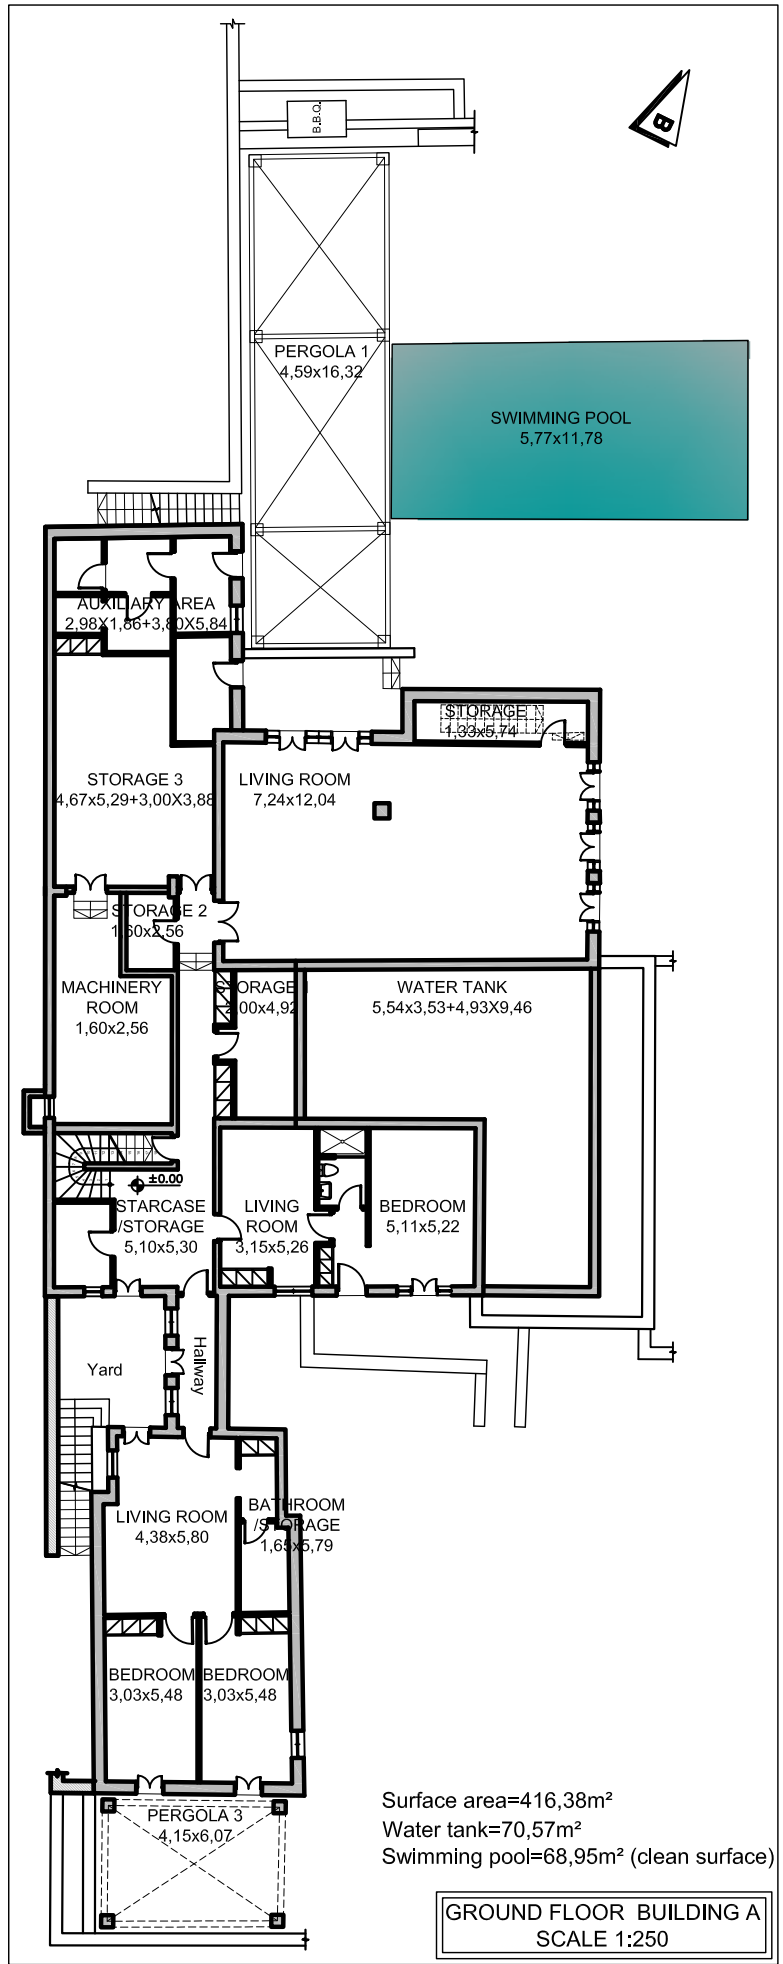 B.B.Q.
B
PERGOLA 1
4,59x16,32
SWIMMING POOL
5,77x11,78
AUXILIARY AREA
2,98X1,86+3,80X5,84
STORAGE
1,33x5,74
STORAGE 3
4,67x5,29+3,00X3,88
LIVING ROOM
7,24x12,04
STORAGE 2
1,60x2,56
MACHINERY
ROOM
1,60x2,56
STORAGE
2,00x4,92
WATER TANK
5,54x3,53+4,93X9,46
±0.00
STARCASE
/STORAGE
5,10x5,30
LIVING
ROOM
3,15x5,26
BEDROOM
5,11x5,22
Yard
Hallway
LIVING ROOM
4,38x5,80
BATHROOM
/STORAGE
1,65x5,79
BEDROOM
3,03x5,48
BEDROOM
3,03x5,48
PERGOLA 3
4,15x6,07
Surface area=416,38m²
Water tank=70,57m²
Swimming pool=68,95m² (clean surface)
GROUND FLOOR BUILDING A
SCALE 1:250